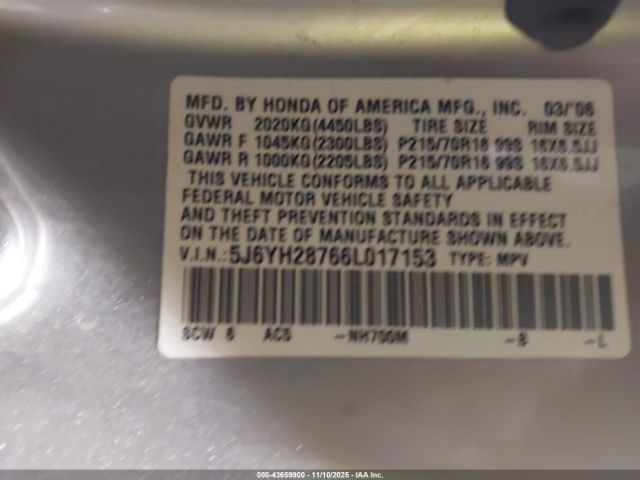 MFD. BY HONDA OF AMERICA MFG., INC. 03/'06
GVWR 2020KG(4450LBS) TIRE SIZE RIM SIZE
GAWR F 1045KG(2300LBS) P215/70R16 99S 16X6.5JJ
GAWR R 1000KG(2205LBS) P215/70R16 99S 16X6.5JJ
THIS VEHICLE CONFORMS TO ALL APPLICABLE
FEDERAL MOTOR VEHICLE SAFETY
AND THEFT PREVENTION STANDARDS IN EFFECT
ON THE DATE OF MANUFACTURE SHOWN ABOVE.
V.I.N.:5J6YH28766L017153 TYPE: MPV
SCW 6 AC5 -NH700M -B -L
000-43659900 — 11/10/2025 — IAA Inc.